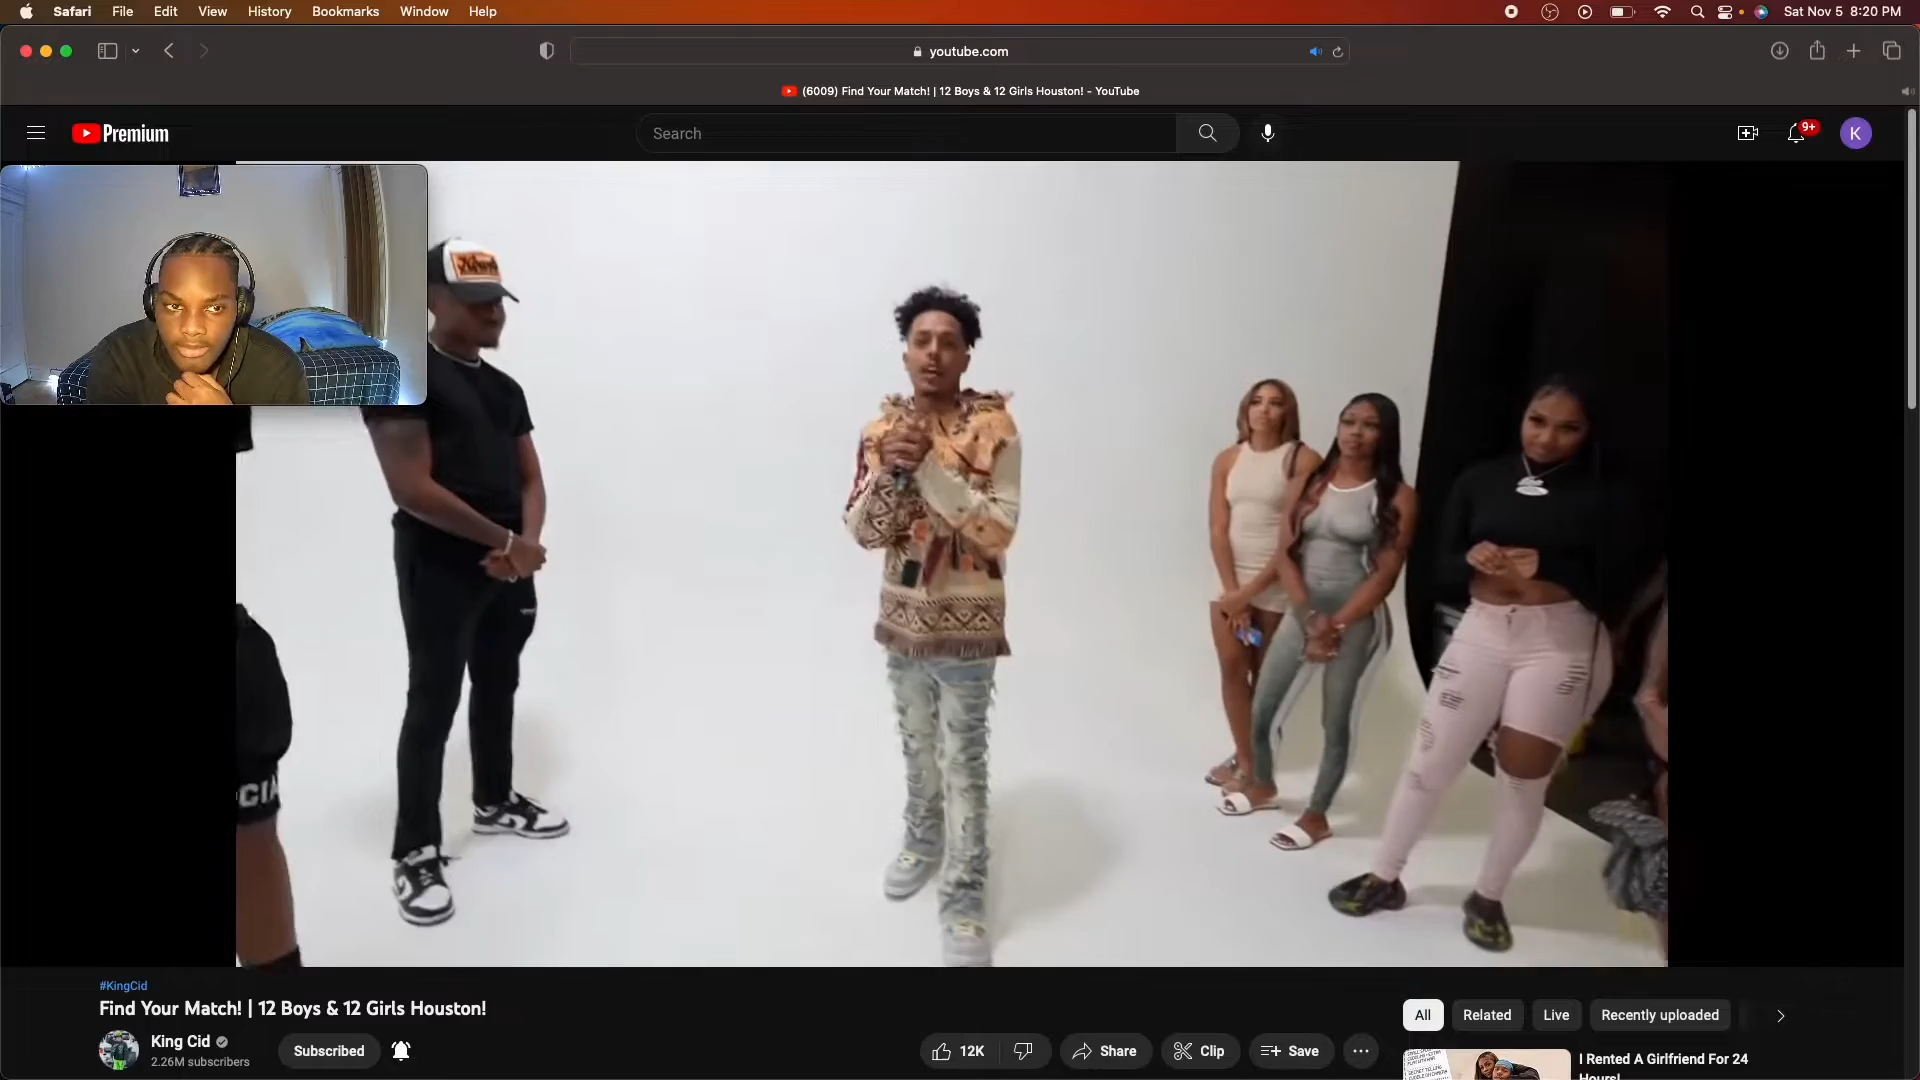 Safari File Edit View History Bookmarks Window Help Sat Nov 5 8:20 PM
youtube.com
(6009) Find Your Match! | 12 Boys & 12 Girls Houston! - YouTube
Premium Search 9+ K
CIA
#KingCid
Find Your Match! | 12 Boys & 12 Girls Houston!
King Cid
2.26M subscribers
Subscribed
12K Share Clip Save
All Related Live Recently uploaded
I Rented A Girlfriend For 24
Hours!